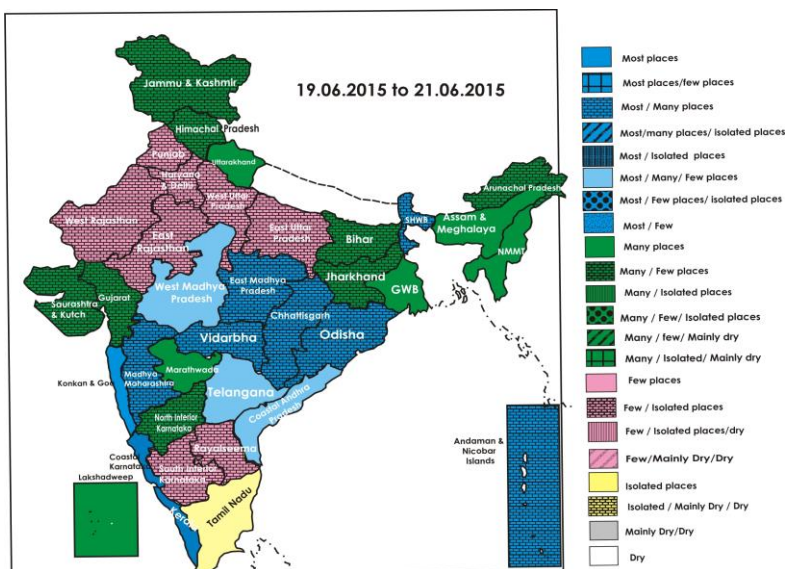 19.06.2015 to 21.06.2015
Jammu & Kashmir
Himachal Pradesh
Punjab
Uttarakhand
Haryana
& Delhi
West Uttar
Pradesh
West Rajasthan
East
Rajasthan
East Uttar
Pradesh
Bihar
SHWB
Arunachal Pradesh
Assam &
Meghalaya
NMMT
Jharkhand
GWB
Saurashtra
& Kutch
Gujarat
West Madhya
Pradesh
East Madhya
Pradesh
Chhattisgarh
Odisha
Vidarbha
Marathwada
Madhya
Maharashtra
Konkan & Goa
Telangana
Coastal Andhra
Pradesh
North Interior
Karnataka
Rayalseema
Coastal
Karnataka
South Interior
Karnataka
Lakshadweep
Kerala
Tamil Nadu
Andaman &
Nicobar
Islands
Most places
Most places/few places
Most / Many places
Most/many places/ isolated places
Most / Isolated places
Most / Many/ Few places
Most / Few places/ isolated places
Most / Few
Many places
Many / Few places
Many / Isolated places
Many / Few/ Isolated places
Many / few/ Mainly dry
Many / Isolated/ Mainly dry
Few places
Few / Isolated places
Few / Isolated places/dry
Few/Mainly Dry/Dry
Isolated places
Isolated / Mainly Dry / Dry
Mainly Dry/Dry
Dry